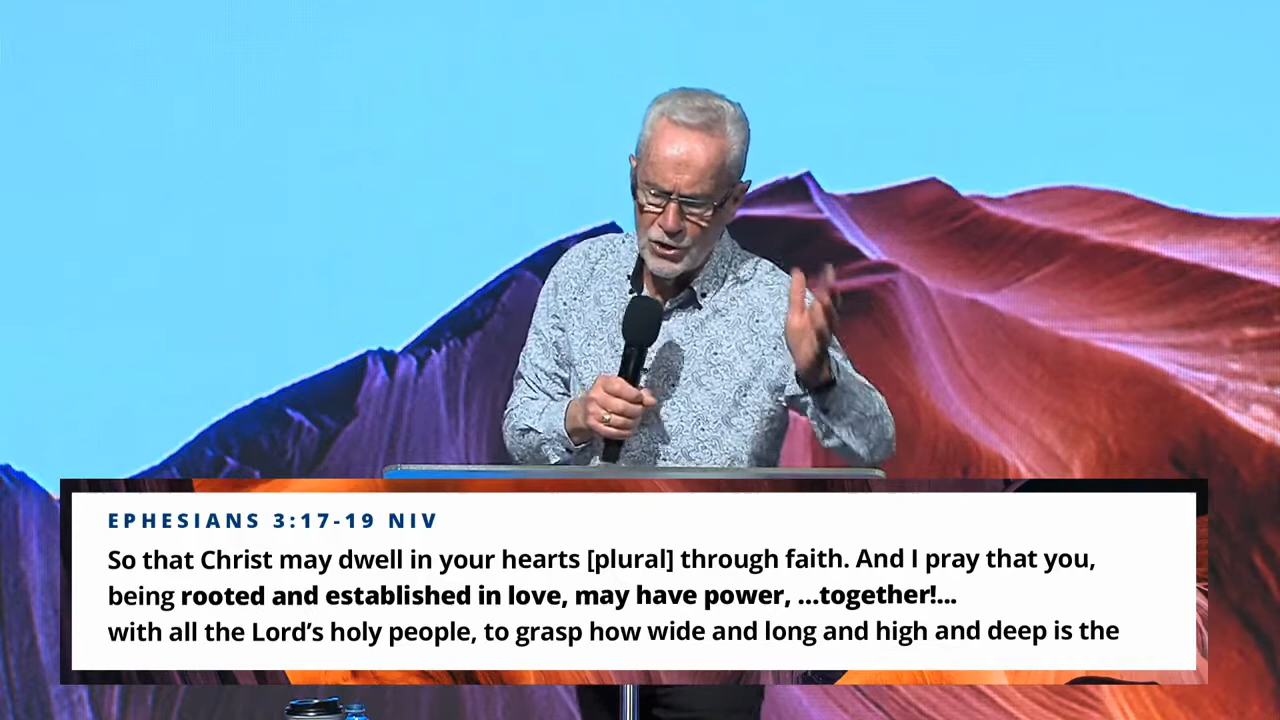 EPHESIANS 3:17-19 NIV
So that Christ may dwell in your hearts [plural] through faith. And I pray that you,
being rooted and established in love, may have power, ...together!...
with all the Lord’s holy people, to grasp how wide and long and high and deep is the